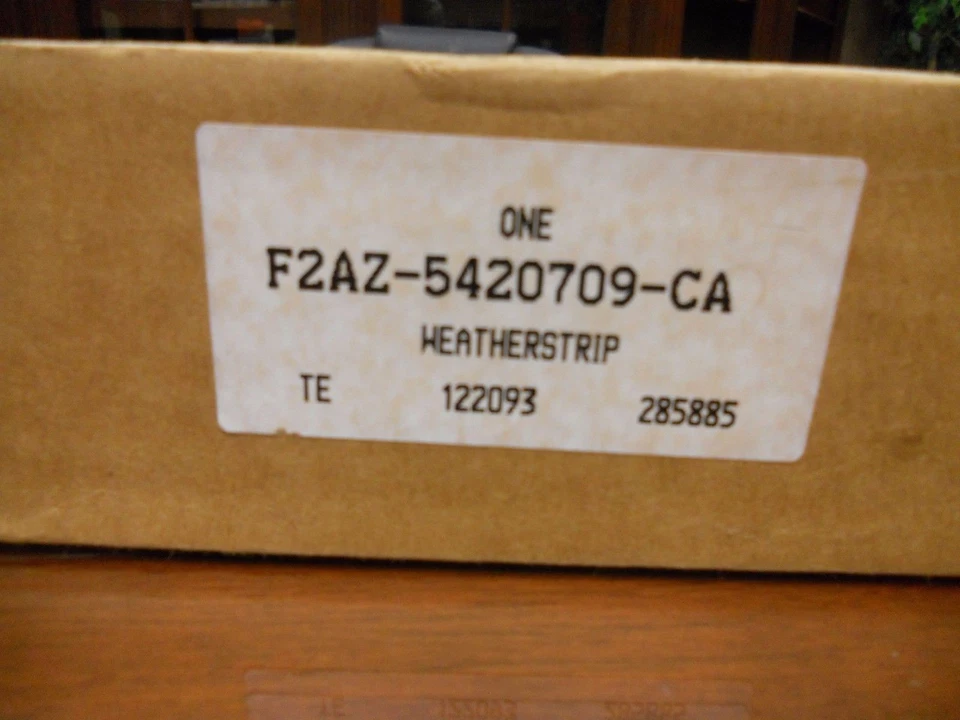 ONE
F2AZ-5420709-CA
WEATHERSTRIP
TE 122093 285885